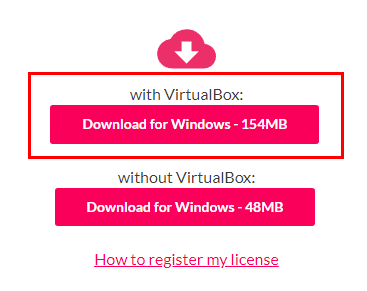 with VirtualBox:
Download for Windows - 154MB
without VirtualBox:
Download for Windows - 48MB
How to register my license